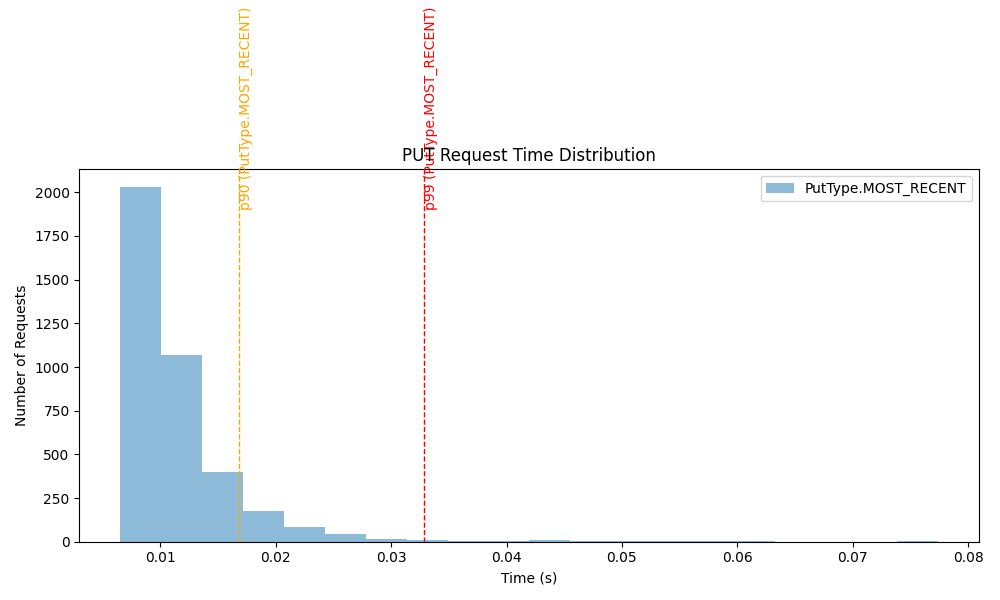 p90 (PutType.MOST_RECENT)
p99 (PutType.MOST_RECENT)
PUT Request Time Distribution
PutType.MOST_RECENT
Number of Requests
2000
1750
1500
1250
1000
750
500
250
0
0.01 0.02 0.03 0.04 0.05 0.06 0.07 0.08
Time (s)